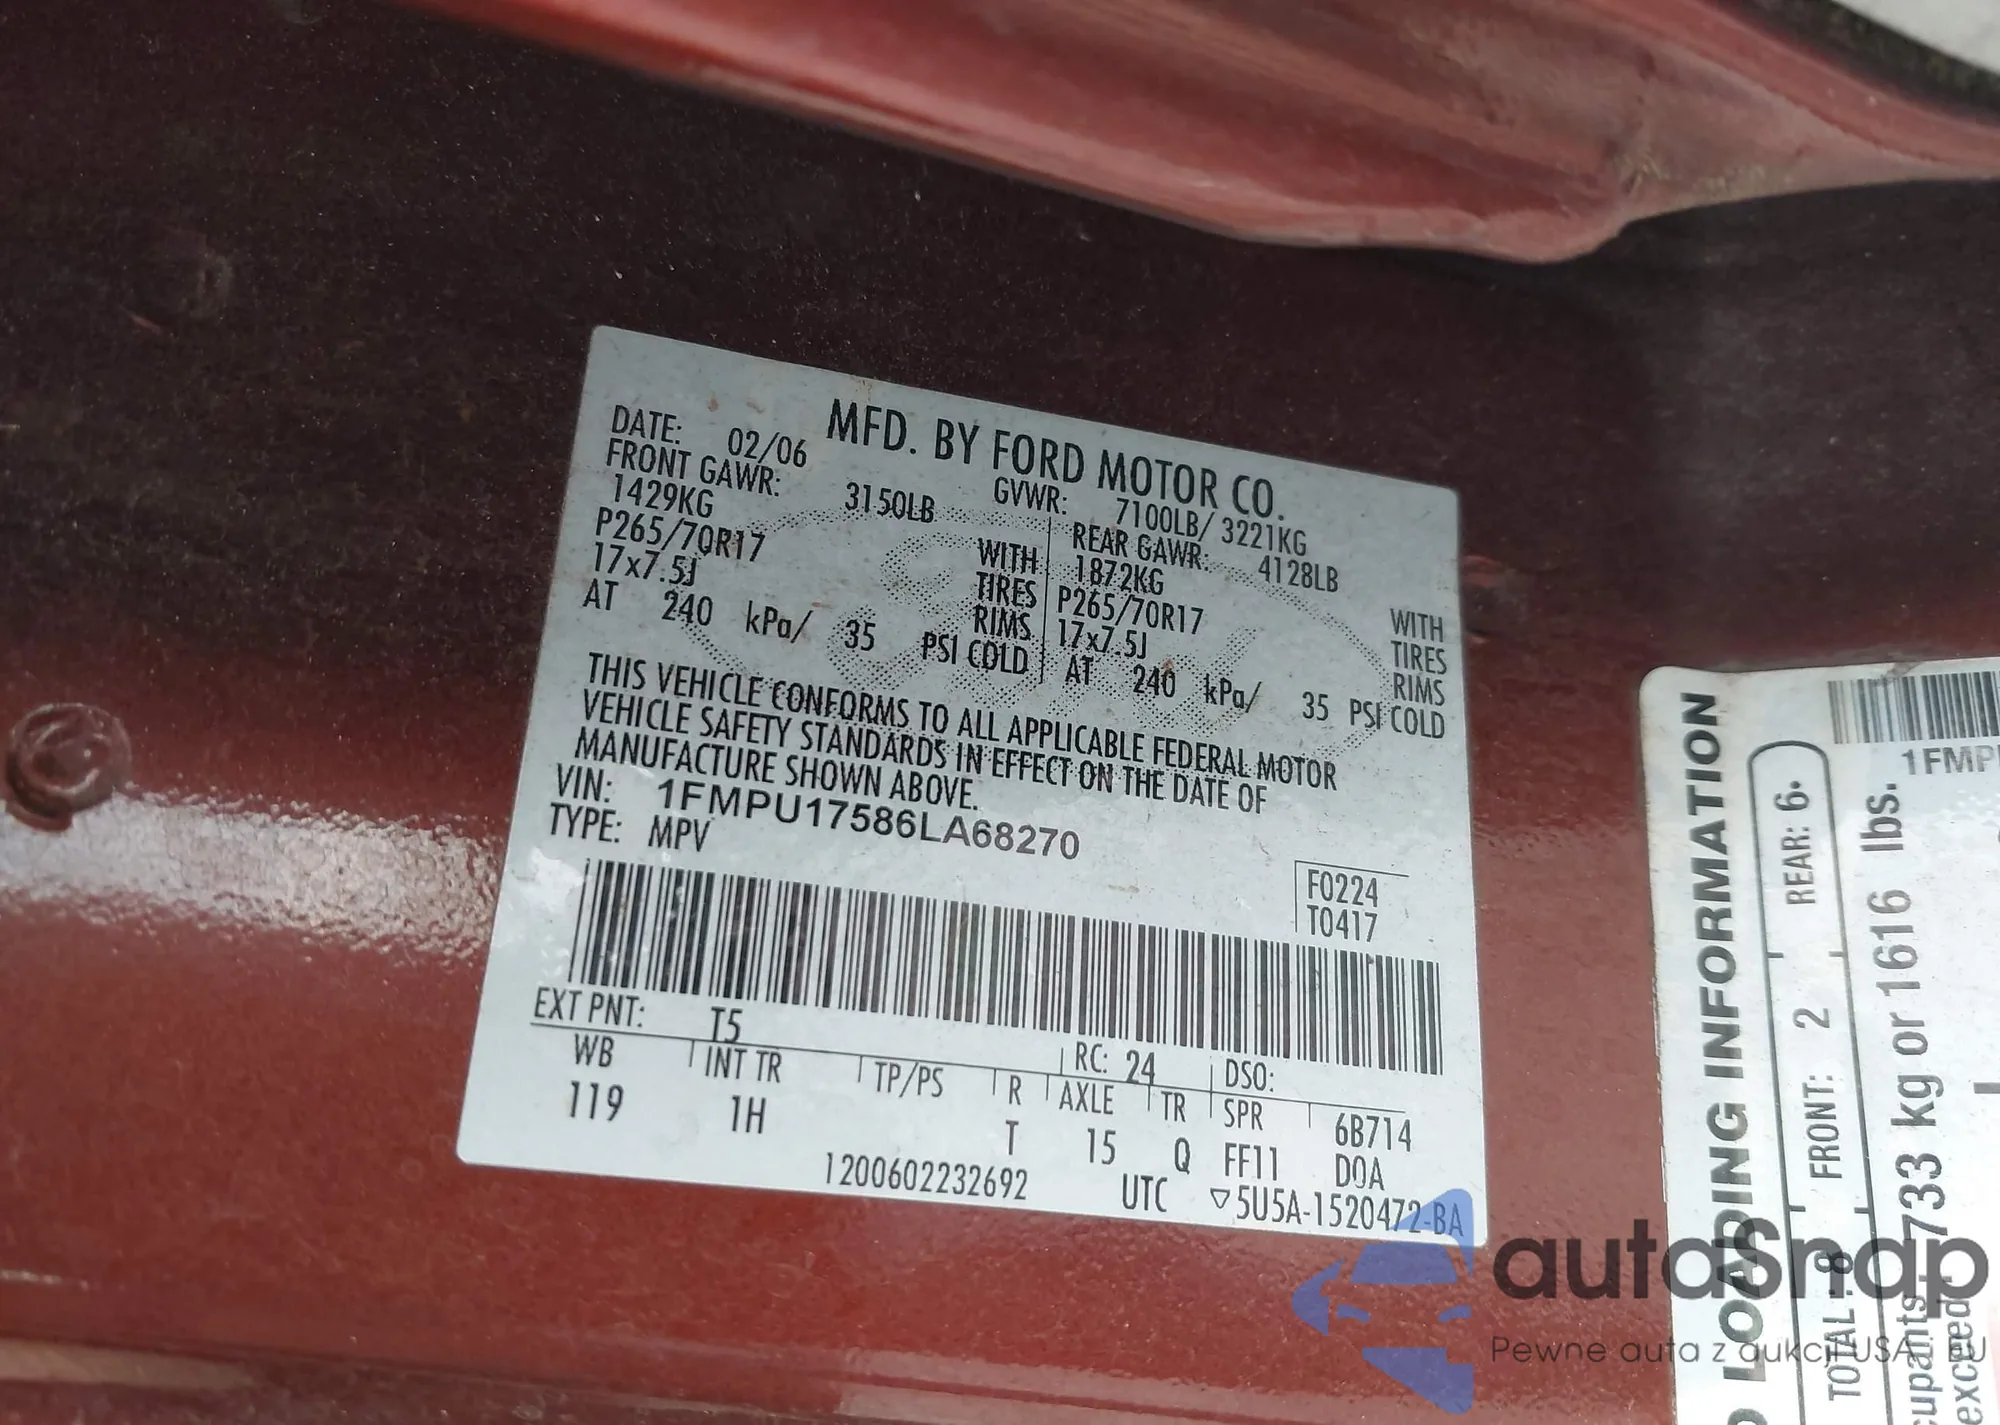 MFD. BY FORD MOTOR CO.
DATE: 02/06 GVWR: 7100LB/ 3221KG
FRONT GAWR: 3150LB REAR GAWR: 4128LB
1429KG WITH 1872KG WITH
P265/70R17 TIRES P265/70R17 TIRES
17x7.5J RIMS 17x7.5J RIMS
AT 240 kPa/ 35 PSI COLD AT 240 kPa/ 35 PSI COLD
THIS VEHICLE CONFORMS TO ALL APPLICABLE FEDERAL MOTOR
VEHICLE SAFETY STANDARDS IN EFFECT ON THE DATE OF
MANUFACTURE SHOWN ABOVE.
VIN: 1FMPU17586LA68270
TYPE: MPV
F0224
T0417
EXT PNT: T5 RC: 24 DSO:
WB INT TR TP/PS R AXLE TR SPR 6B714
119 1H T 15 Q FF11 DOA
1200602232692 UTC ▽5U5A-1520472-BA
LOADING INFORMATION
TOTAL: 8 FRONT: 2 REAR: 6
733 kg or 1616 lbs.
1FMP
autosnap
Pewne auta z aukcji USA i EU